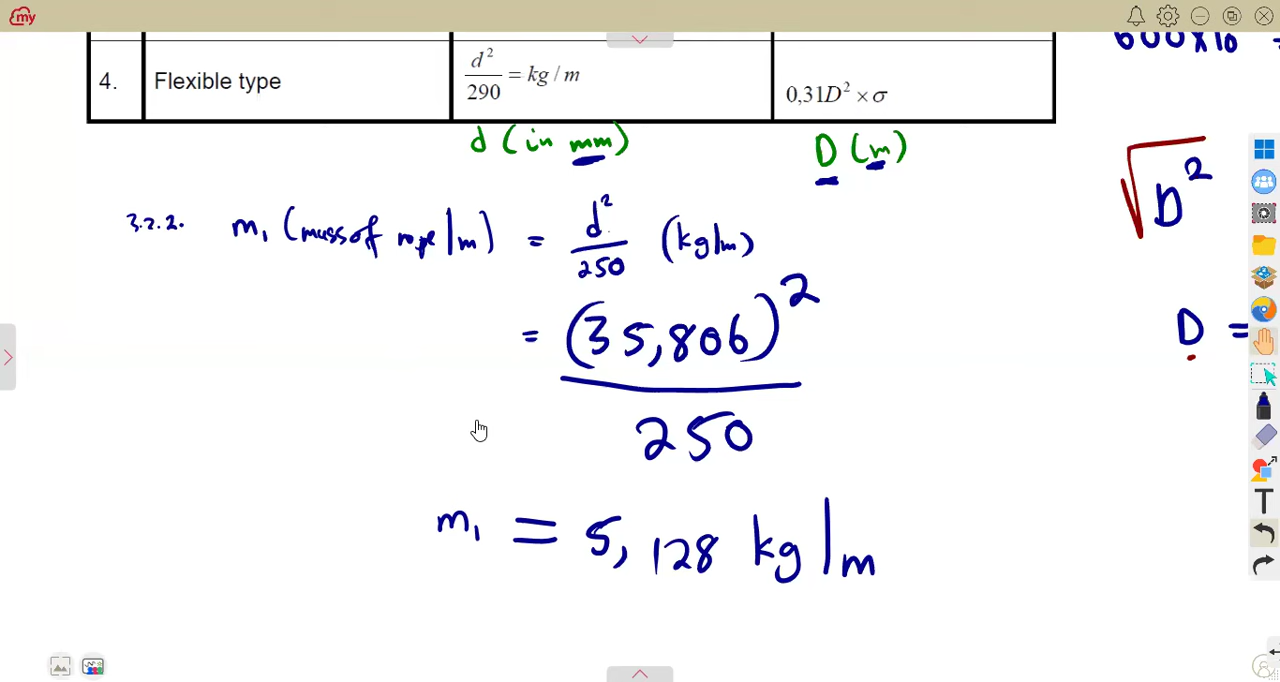 my
600x10
4. Flexible type d²/290 = kg/m 0,31D² × σ
d (in mm) D (m)
√D²
3.2.2. m₁ (mass of rope/m) = d²/250 (kg/m)
= (35,806)²/250
D =
m₁ = 5,128 kg/m
T